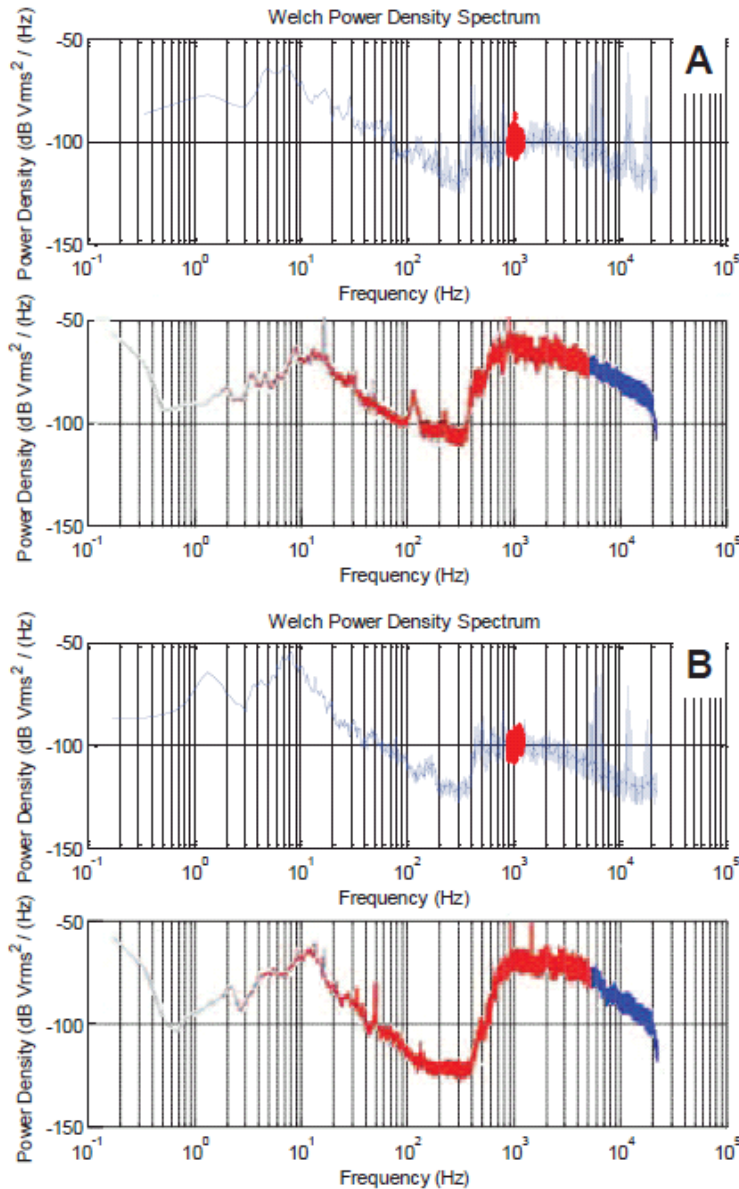 Welch Power Density Spectrum
A
Power Density (dB Vrms² / (Hz)
-50
-100
-150
10⁻¹ 10⁰ 10¹ 10² 10³ 10⁴ 10⁵
Frequency (Hz)
Power Density (dB Vrms² / (Hz)
-50
-100
-150
10⁻¹ 10⁰ 10¹ 10² 10³ 10⁴ 10⁵
Frequency (Hz)
Welch Power Density Spectrum
B
Power Density (dB Vrms² / (Hz)
-50
-100
-150
10⁻¹ 10⁰ 10¹ 10² 10³ 10⁴ 10⁵
Frequency (Hz)
Power Density (dB Vrms² / (Hz)
-50
-100
-150
10⁻¹ 10⁰ 10¹ 10² 10³ 10⁴ 10⁵
Frequency (Hz)